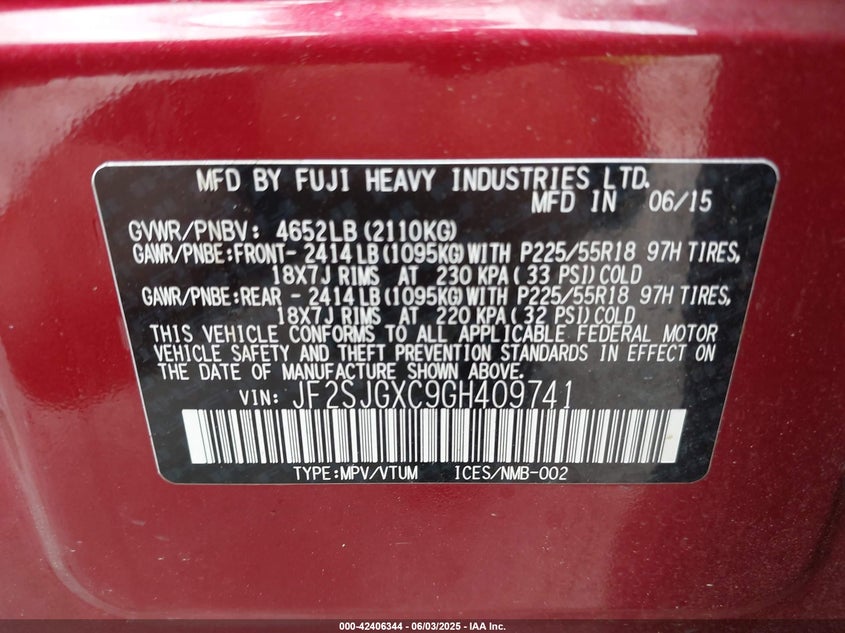 MFD BY FUJI HEAVY INDUSTRIES LTD.
MFD IN 06/15
GVWR/PNBV: 4652LB(2110KG)
GAWR/PNBE:FRONT- 2414LB(1095KG)WITH P225/55R18 97H TIRES,
18X7J RIMS AT 230 KPA(33 PSI)COLD
GAWR/PNBE:REAR - 2414LB(1095KG)WITH P225/55R18 97H TIRES,
18X7J RIMS AT 220 KPA(32 PSI)COLD
THIS VEHICLE CONFORMS TO ALL APPLICABLE FEDERAL MOTOR
VEHICLE SAFETY AND THEFT PREVENTION STANDARDS IN EFFECT ON
THE DATE OF MANUFACTURE SHOWN ABOVE.
VIN: JF2SJGXC9GH409741
TYPE:MPV/VTUM ICES/NMB-002
000-42406344 - 06/03/2025 - IAA Inc.